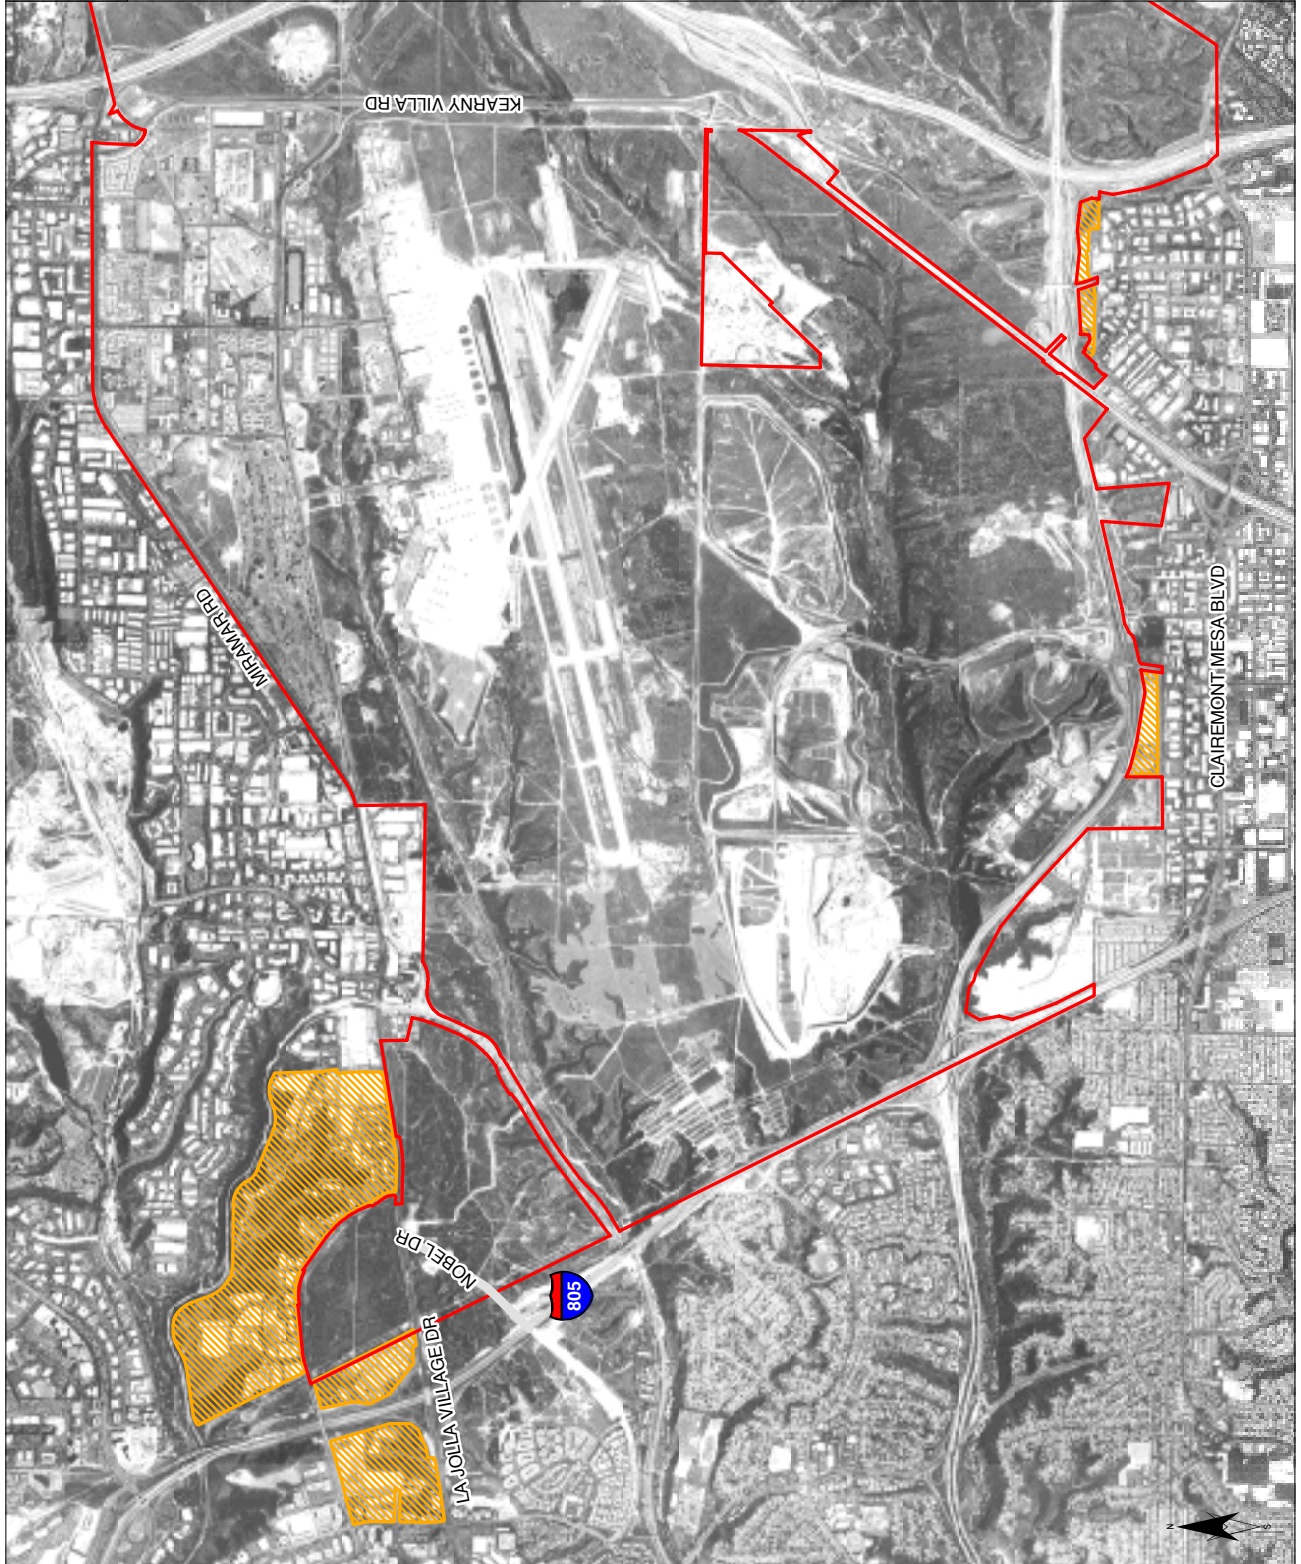 KEARNY VILLA RD
MIRAMAR RD
CLAIREMONT MESA BLVD
NOBEL DR
805
LA JOLLA VILLAGE DR
N
S